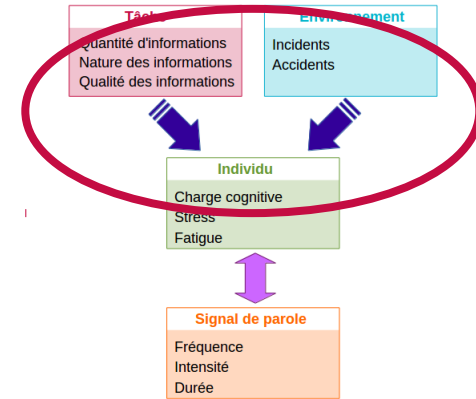 Tâche
Quantité d'informations
Nature des informations
Qualité des informations
Environnement
Incidents
Accidents
Individu
Charge cognitive
Stress
Fatigue
Signal de parole
Fréquence
Intensité
Durée